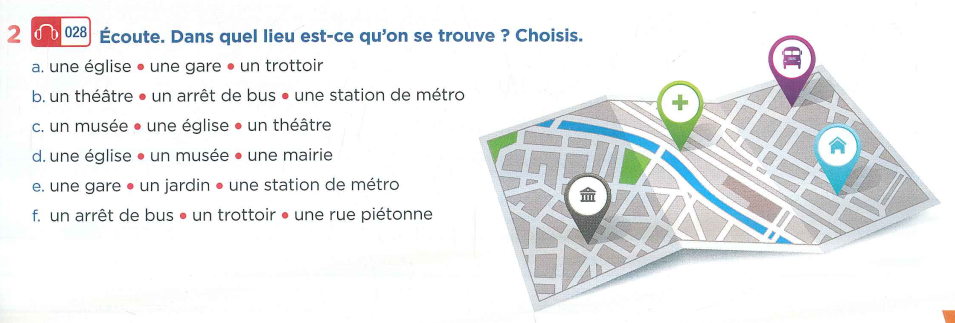 2 028 Écoute. Dans quel lieu est-ce qu'on se trouve ? Choisis.
a. une église • une gare • un trottoir
b. un théâtre • un arrêt de bus • une station de métro
c. un musée • une église • un théâtre
d. une église • un musée • une mairie
e. une gare • un jardin • une station de métro
f. un arrêt de bus • un trottoir • une rue piétonne